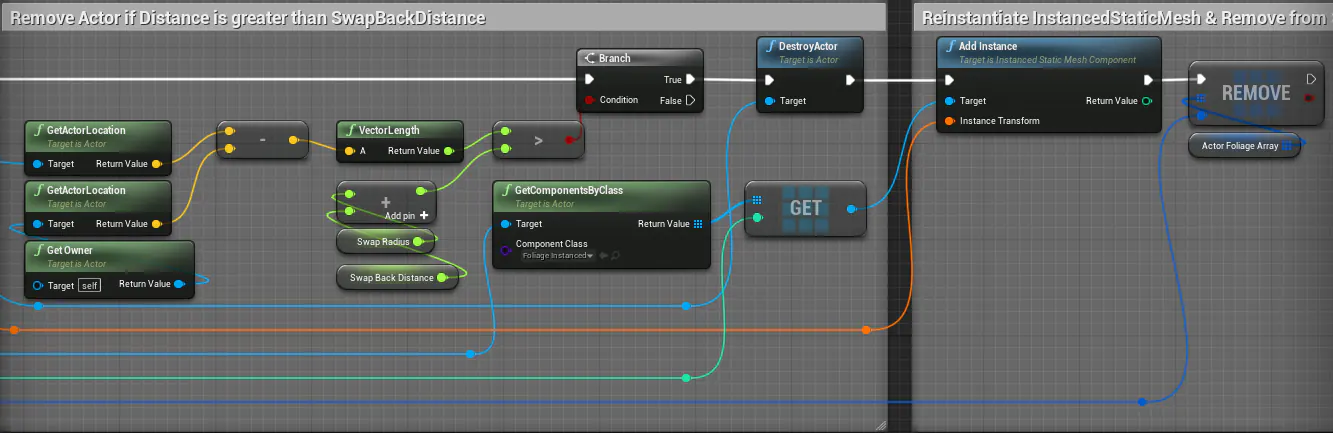 Remove Actor if Distance is greater than SwapBackDistance
Branch
True
Condition
False
DestroyActor
Target is Actor
Target
GetActorLocation
Target is Actor
Target
Return Value
-
VectorLength
A
Return Value
>
GetActorLocation
Target is Actor
Target
Return Value
+
Add pin +
Swap Radius
Swap Back Distance
Get Owner
Target is Actor
Target
self
Return Value
GetComponentsByClass
Target is Actor
Target
Return Value
Component Class
Foliage Instanced
GET
Reinstantiate InstancedStaticMesh & Remove from
Add Instance
Target is Instanced Static Mesh Component
Target
Return Value
Instance Transform
REMOVE
Actor Foliage Array